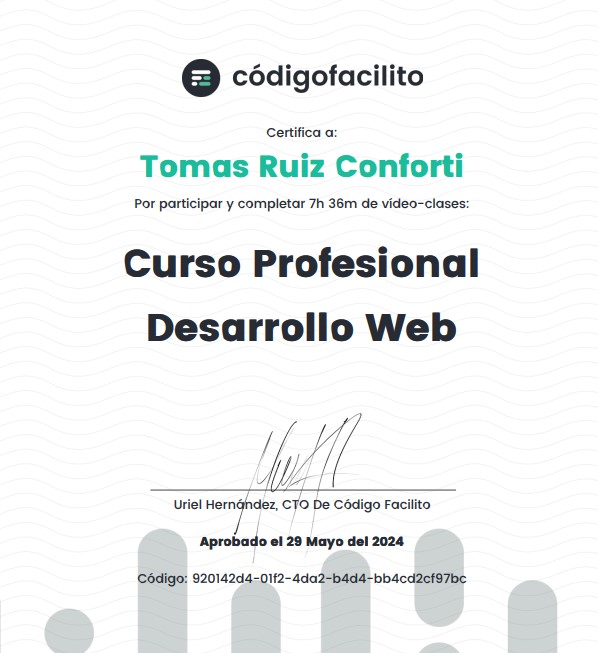 códigofacilito
Certifica a:
Tomas Ruiz Conforti
Por participar y completar 7h 36m de vídeo-clases:
Curso Profesional
Desarrollo Web
Uriel Hernández, CTO De Código Facilito
Aprobado el 29 Mayo del 2024
Código: 920142d4-01f2-4da2-b4d4-bb4cd2cf97bc